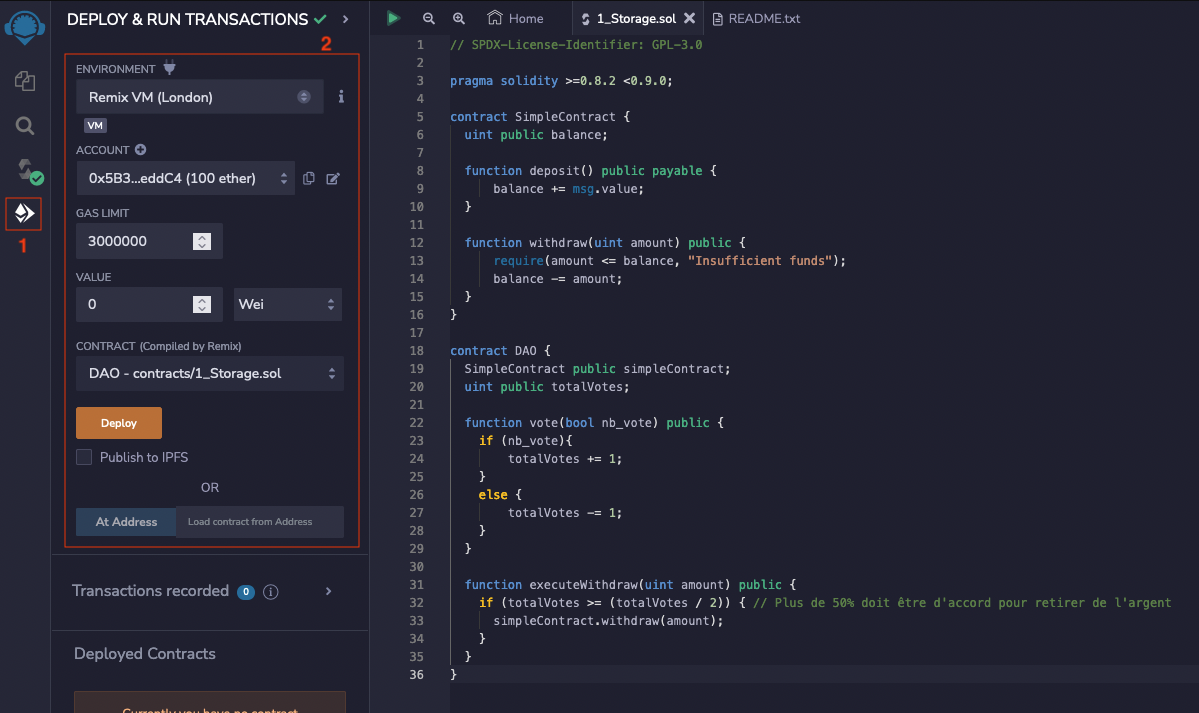 DEPLOY & RUN TRANSACTIONS
2
ENVIRONMENT
Remix VM (London)
VM
ACCOUNT
0x5B3...eddC4 (100 ether)
GAS LIMIT
1
3000000
VALUE
0
Wei
CONTRACT (Compiled by Remix)
DAO - contracts/1_Storage.sol
Deploy
Publish to IPFS
OR
At Address
Load contract from Address
Transactions recorded 0 i
Deployed Contracts
Home
1_Storage.sol
README.txt
1 // SPDX-License-Identifier: GPL-3.0
2
3 pragma solidity >=0.8.2 <0.9.0;
4
5 contract SimpleContract {
6 uint public balance;
7
8 function deposit() public payable {
9 balance += msg.value;
10 }
11
12 function withdraw(uint amount) public {
13 require(amount <= balance, "Insufficient funds");
14 balance -= amount;
15 }
16 }
17
18 contract DAO {
19 SimpleContract public simpleContract;
20 uint public totalVotes;
21
22 function vote(bool nb_vote) public {
23 if (nb_vote){
24 totalVotes += 1;
25 }
26 else {
27 totalVotes -= 1;
28 }
29 }
30
31 function executeWithdraw(uint amount) public {
32 if (totalVotes >= (totalVotes / 2)) { // Plus de 50% doit être d'accord pour retirer de l'argent
33 simpleContract.withdraw(amount);
34 }
35 }
36 }